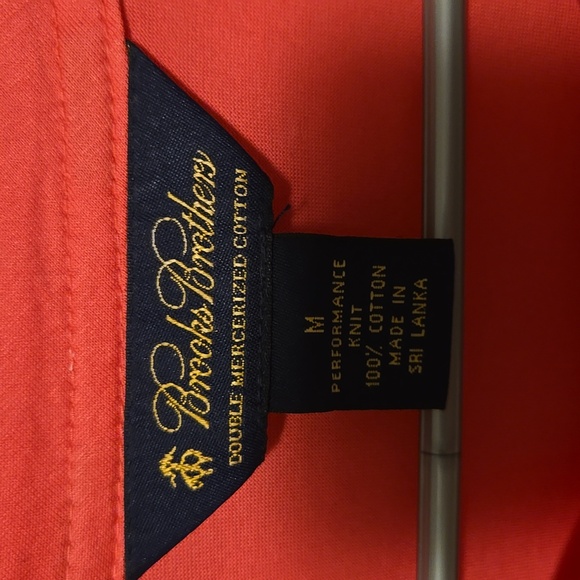 Brooks Brothers
DOUBLE MERCERIZED COTTON
M
PERFORMANCE
KNIT
100% COTTON
MADE IN
SRI LANKA